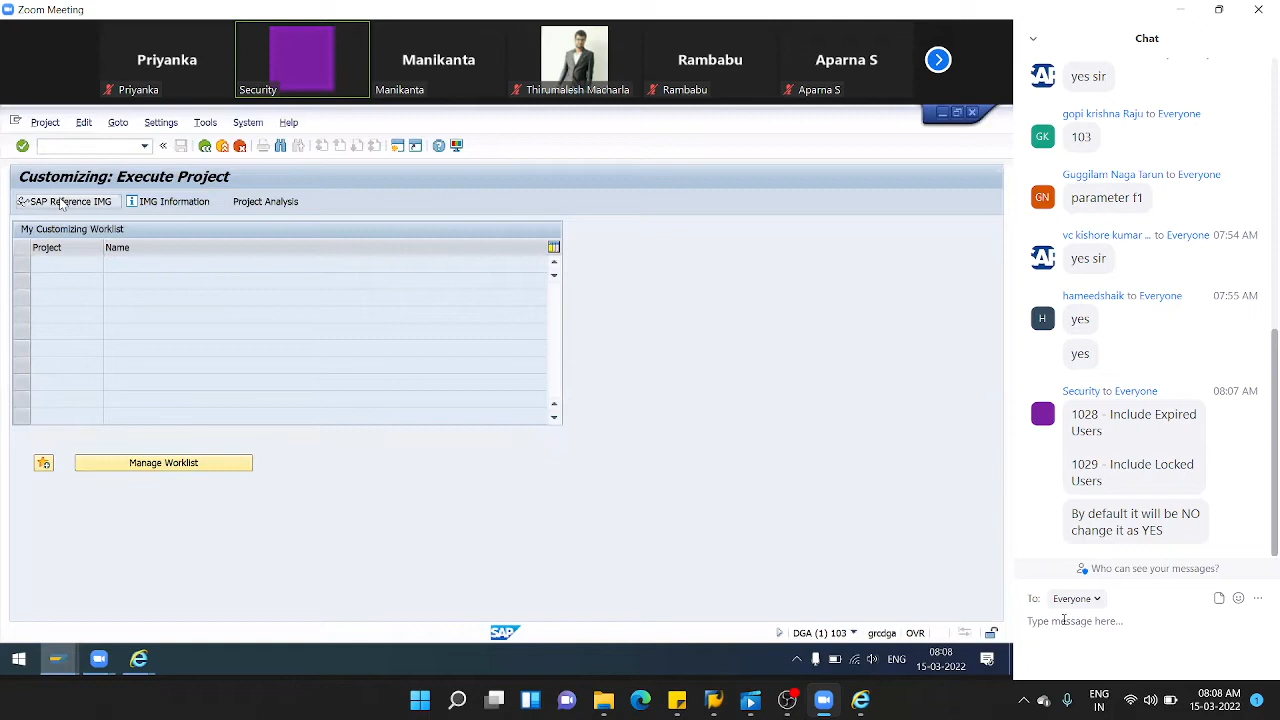 Zoom Meeting
Priyanka
Manikanta
Rambabu
Aparna S
Priyanka
Security
Manikanta
Thirumalesh Macharla
Rambabu
Aparna S
Project Edit Goto Settings Tools System Help
Customizing: Execute Project
SAP Reference IMG IMG Information Project Analysis
My Customizing Worklist
Project Name
Manage Worklist
SAP
DGA (1) 103 grcdga OVR
ENG
08:08
15-03-2022
Chat
yes sir
gopi krishna Raju to Everyone
GK
103
Guggilam Naga Tarun to Everyone
GN
parameter f1
vc kishore kumar ... to Everyone 07:54 AM
yes sir
hameedshaik to Everyone 07:55 AM
H
yes
yes
Security to Everyone 08:07 AM
1028 - Include Expired
Users
1029 - Include Locked
Users
By default it will be NO
change it as YES
Who can see your messages?
To: Everyone
Type message here...
ENG
IN
08:08 AM
15-03-2022
1